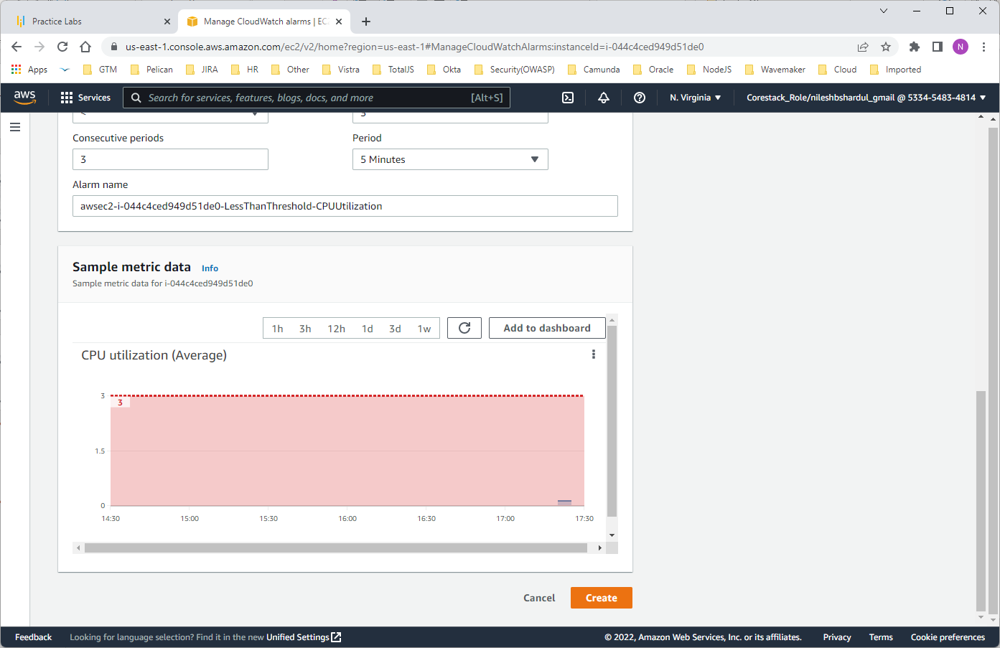 Practice Labs
Manage CloudWatch alarms | EC2
us-east-1.console.aws.amazon.com/ec2/v2/home?region=us-east-1#ManageCloudWatchAlarms:instanceId=i-044c4ced949d51de0
N
Apps GTM Pelican JIRA HR Other Vistra TotalJS Okta Security(OWASP) Camunda Oracle NodeJS Wavemaker Cloud Imported
aws Services Search for services, features, blogs, docs, and more [Alt+S] N. Virginia Corestack_Role/nileshbshardul_gmail @ 5334-5483-4814
Consecutive periods Period
3 5 Minutes
Alarm name
awsec2-i-044c4ced949d51de0-LessThanThreshold-CPUUtilization
Sample metric data Info
Sample metric data for i-044c4ced949d51de0
1h 3h 12h 1d 3d 1w Add to dashboard
CPU utilization (Average)
3
3
1.5
0
14:30 15:00 15:30 16:00 16:30 17:00 17:30
Cancel Create
Feedback Looking for language selection? Find it in the new Unified Settings © 2022, Amazon Web Services, Inc. or its affiliates. Privacy Terms Cookie preferences